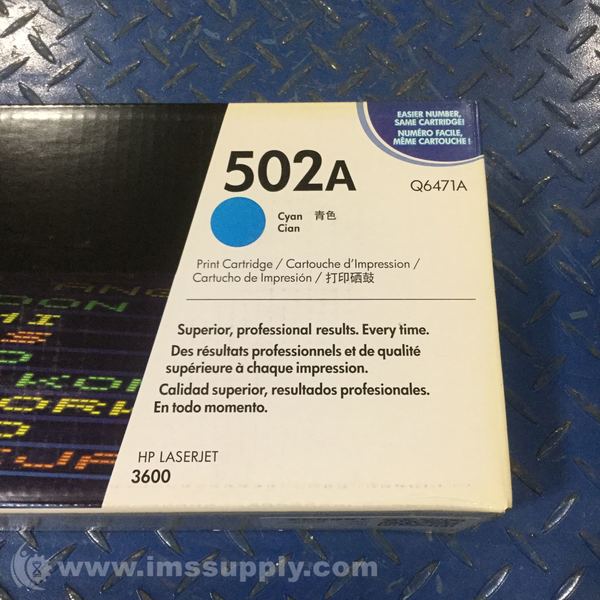 EASIER NUMBER,
SAME CARTRIDGE!
NUMÉRO FACILE,
MÊME CARTOUCHE!
502A
Q6471A
Cyan 青色
Cian
Print Cartridge / Cartouche d'Impression /
Cartucho de Impresión / 打印硒鼓
Superior, professional results. Every time.
Des résultats professionnels et de qualité
supérieure à chaque impression.
Calidad superior, resultados profesionales.
En todo momento.
HP LASERJET
3600
www.imssupply.com